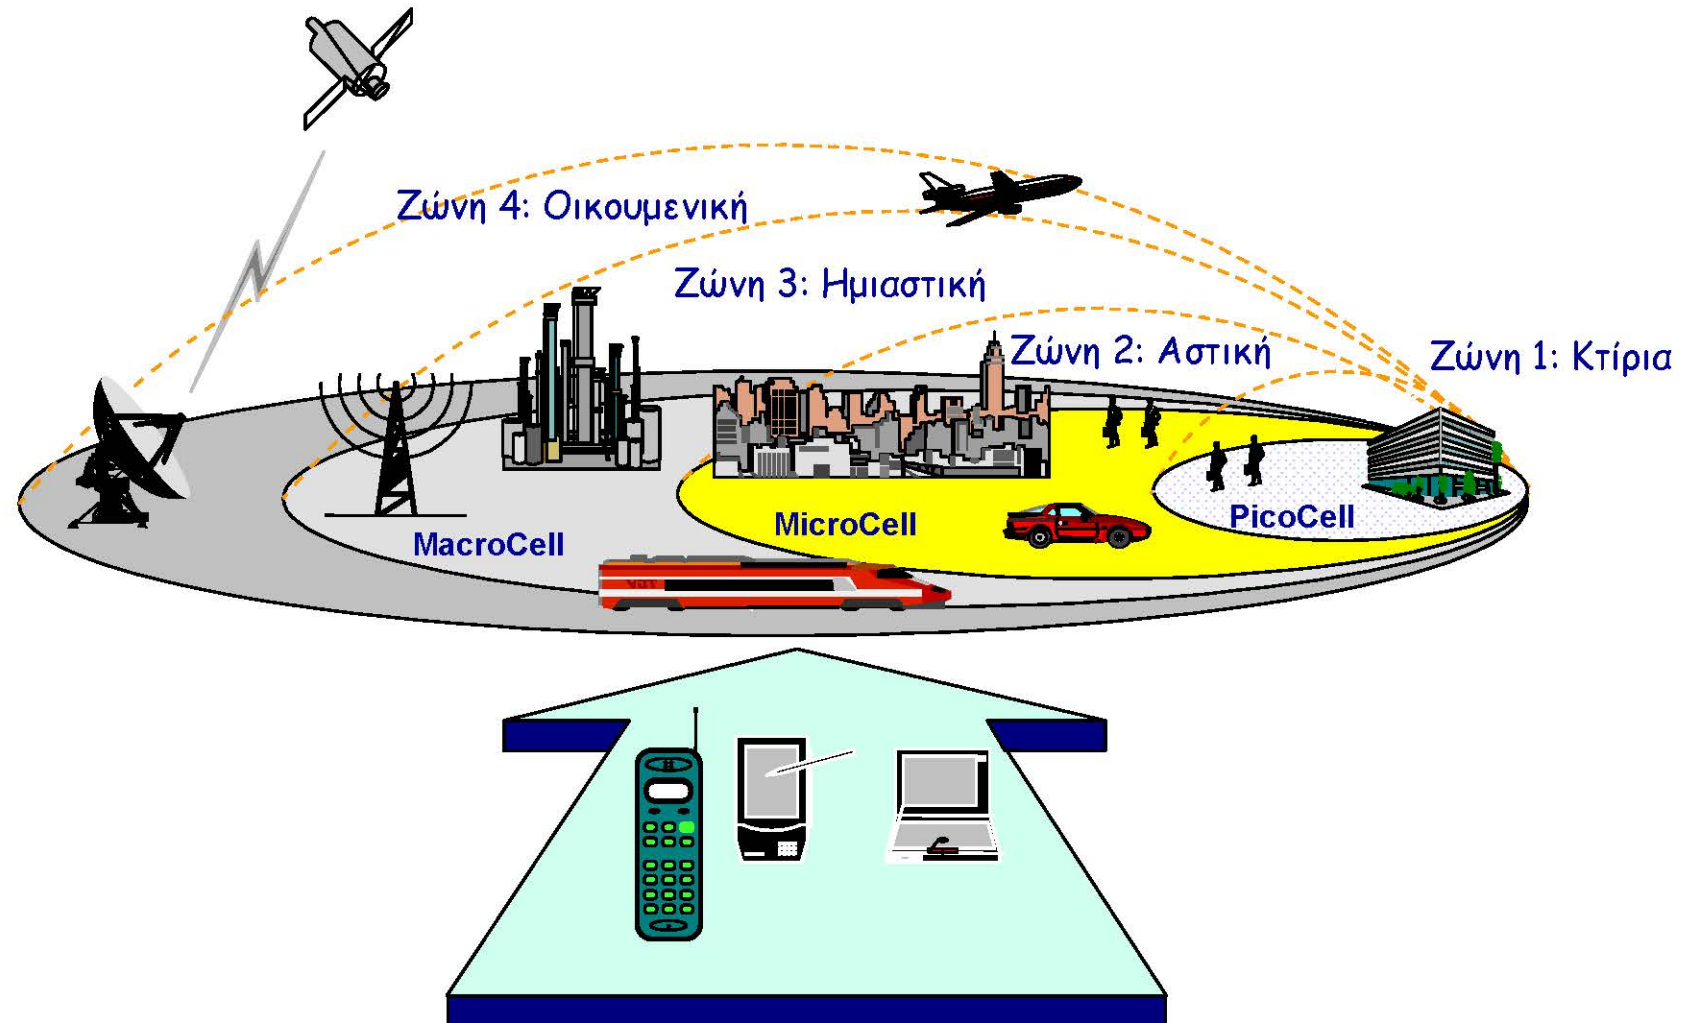 Ζώνη 4: Οικουμενική
Ζώνη 3: Ημιαστική
Ζώνη 2: Αστική
Ζώνη 1: Κτίρια
PicoCell
MicroCell
MacroCell